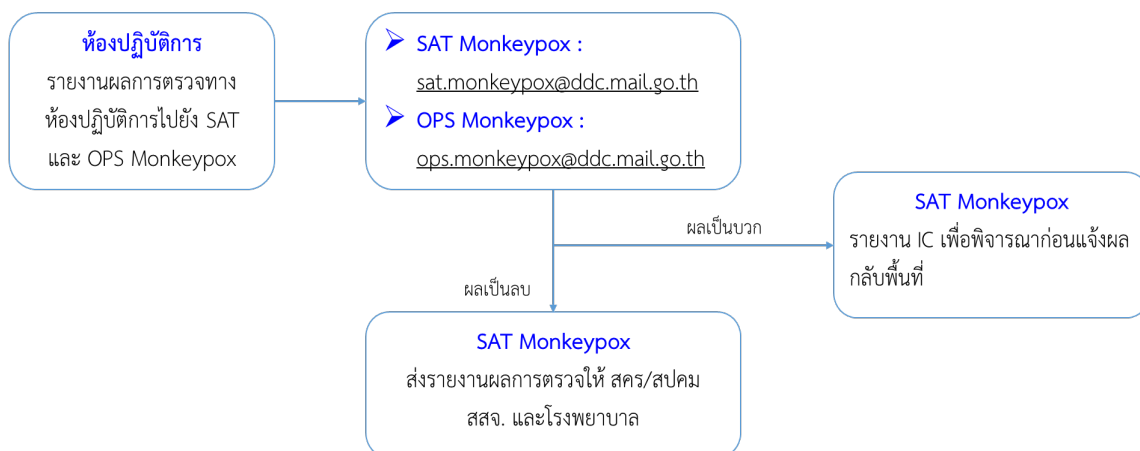 ห้องปฏิบัติการ
รายงานผลการตรวจทาง
ห้องปฏิบัติการไปยัง SAT
และ OPS Monkeypox
➢ SAT Monkeypox :
sat.monkeypox@ddc.mail.go.th
➢ OPS Monkeypox :
ops.monkeypox@ddc.mail.go.th
ผลเป็นบวก
SAT Monkeypox
รายงาน IC เพื่อพิจารณาก่อนแจ้งผล
กลับพื้นที่
ผลเป็นลบ
SAT Monkeypox
ส่งรายงานผลการตรวจให้ สคร/สปคม
สสจ. และโรงพยาบาล